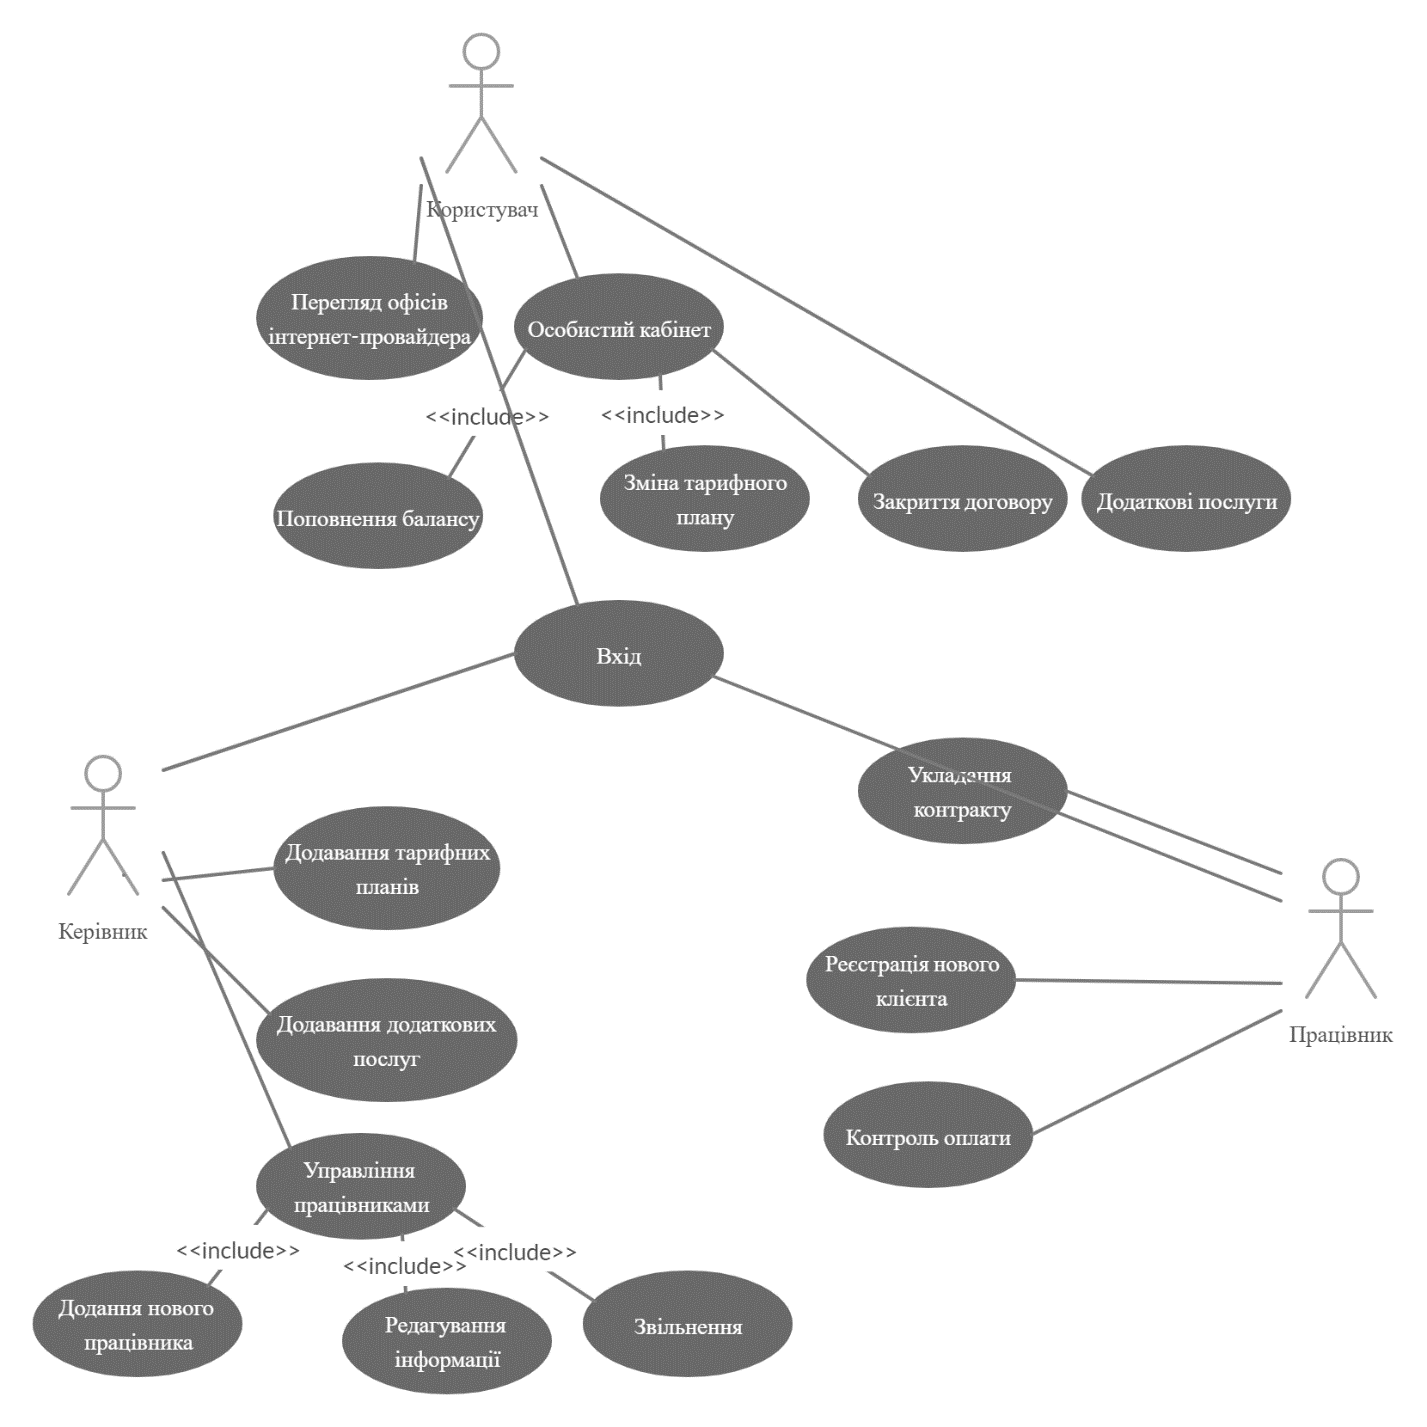 Користувач
Перегляд офісів
інтернет-провайдера
Особистий кабінет
<<include>>
<<include>>
Поповнення балансу
Зміна тарифного
плану
Закриття договору
Додаткові послуги
Вхід
Укладання
контракту
Додавання тарифних
планів
Керівник
Реєстрація нового
клієнта
Працівник
Додавання додаткових
послуг
Контроль оплати
Управління
працівниками
<<include>>
<<include>>
<<include>>
Додання нового
працівника
Редагування
інформації
Звільнення